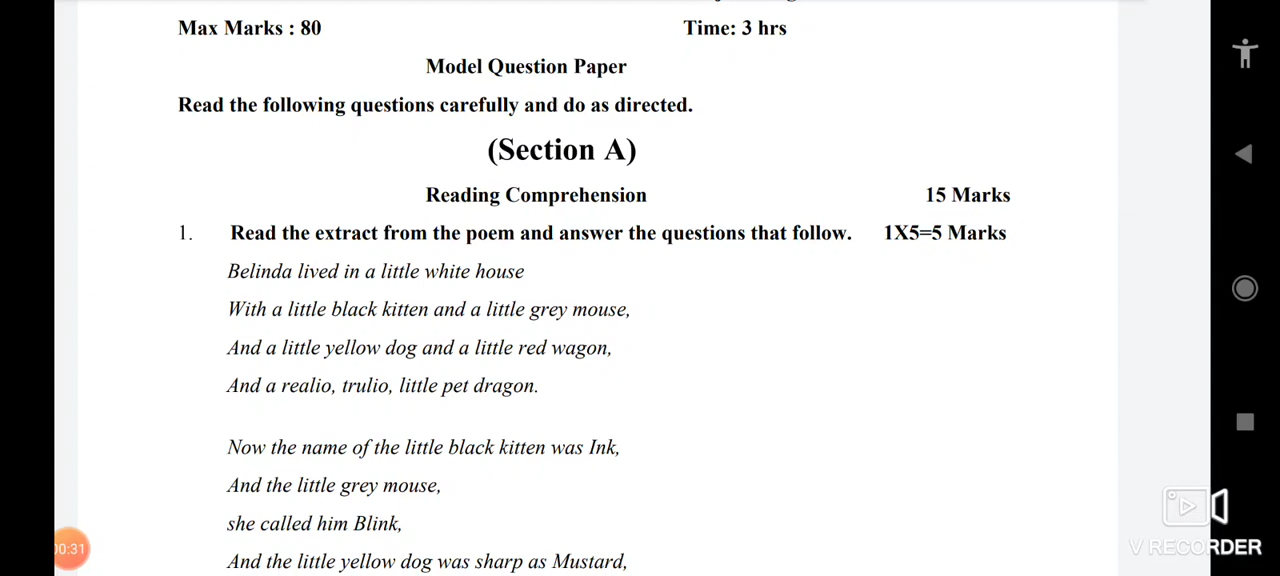 Max Marks : 80 Time: 3 hrs
Model Question Paper
Read the following questions carefully and do as directed.
(Section A)
Reading Comprehension 15 Marks
1. Read the extract from the poem and answer the questions that follow. 1X5=5 Marks
Belinda lived in a little white house
With a little black kitten and a little grey mouse,
And a little yellow dog and a little red wagon,
And a realio, trulio, little pet dragon.
Now the name of the little black kitten was Ink,
And the little grey mouse,
she called him Blink,
And the little yellow dog was sharp as Mustard,
00:31
V RECORDER